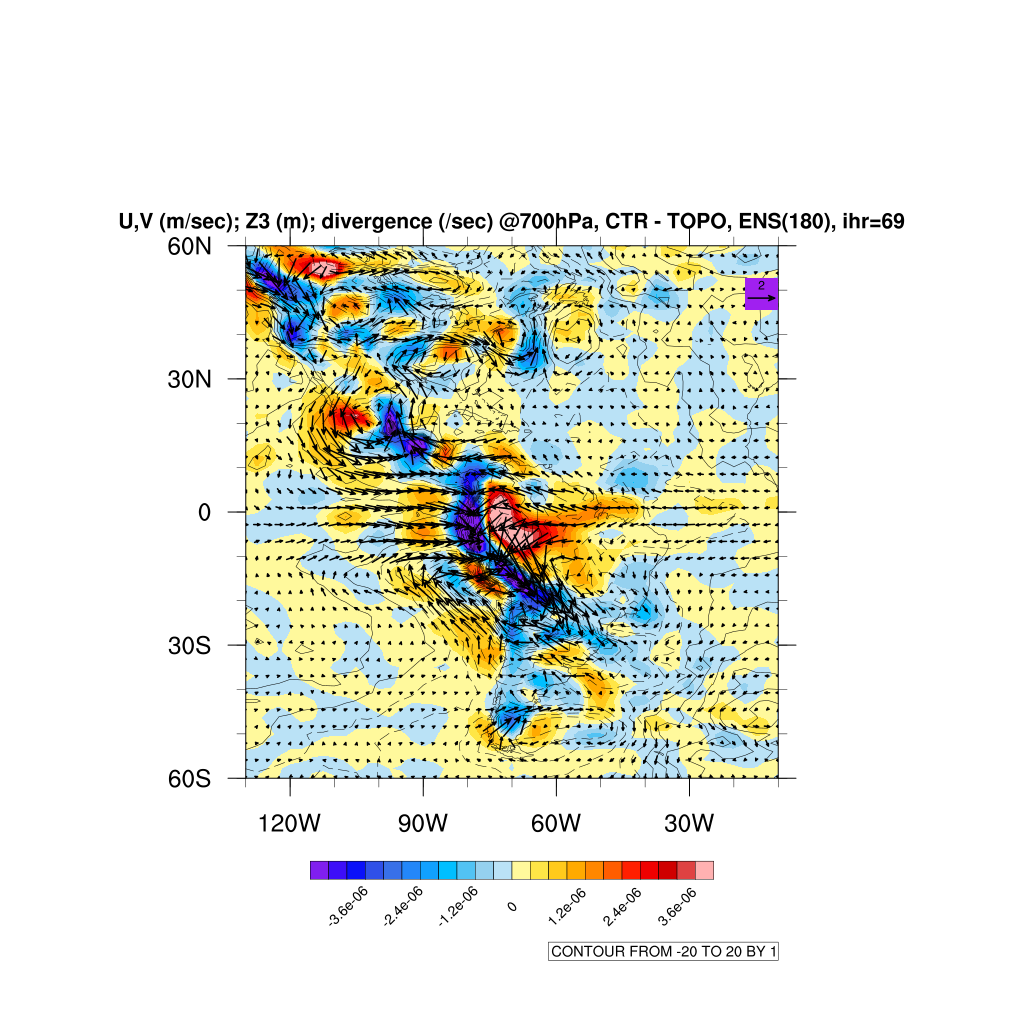 U,V (m/sec); Z3 (m); divergence (/sec) @700hPa, CTR - TOPO, ENS(180), ihr=69
60N
2
30N
0
30S
60S
120W 90W 60W 30W
-3.6e-06 -2.4e-06 -1.2e-06 0 1.2e-06 2.4e-06 3.6e-06
CONTOUR FROM -20 TO 20 BY 1